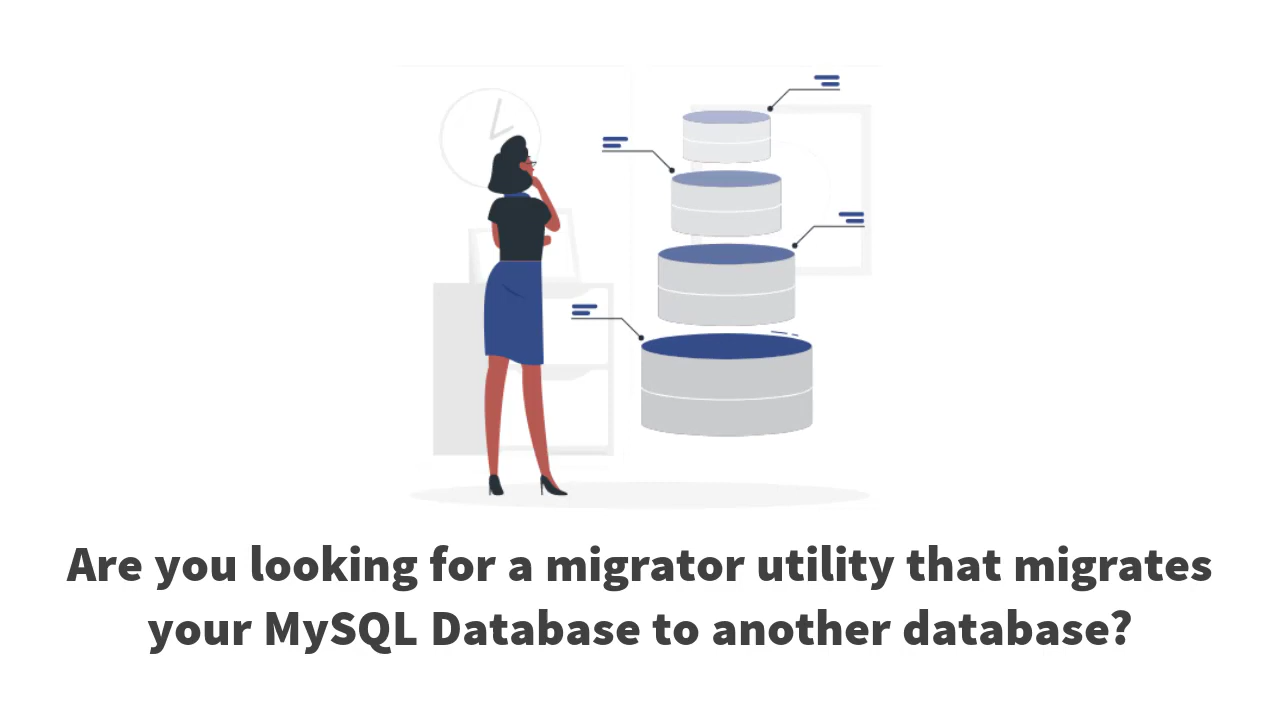 Are you looking for a migrator utility that migrates
your MySQL Database to another database?